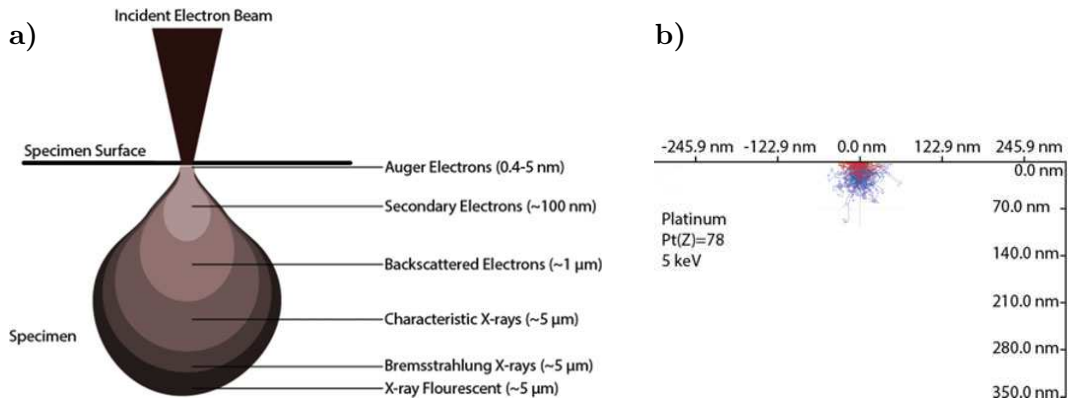 a)
Incident Electron Beam
Specimen Surface
Auger Electrons (0.4-5 nm)
Secondary Electrons (~100 nm)
Backscattered Electrons (~1 µm)
Characteristic X-rays (~5 µm)
Specimen
Bremsstrahlung X-rays (~5 µm)
X-ray Flourescent (~5 µm)
b)
-245.9 nm -122.9 nm 0.0 nm 122.9 nm 245.9 nm
0.0 nm
70.0 nm
140.0 nm
210.0 nm
280.0 nm
350.0 nm
Platinum
Pt(Z)=78
5 keV